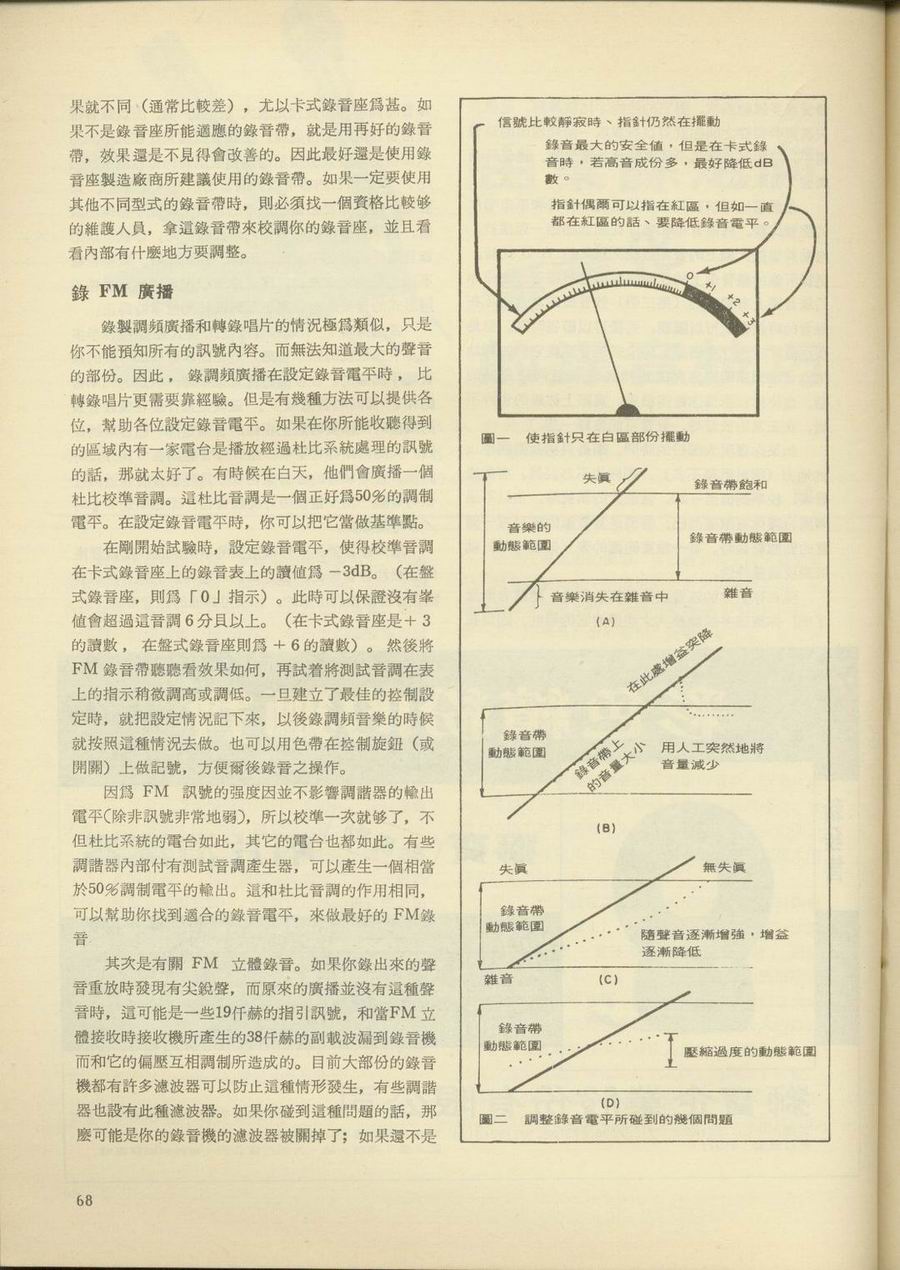 果就不同（通常比較差），尤以卡式錄音座爲甚。如
果不是錄音座所能適應的錄音帶，就是用再好的錄音
帶，效果還是不見得會改善的。因此最好還是使用錄
音座製造廠商所建議使用的錄音帶。如果一定要使用
其他不同型式的錄音帶時，則必須找一個資格比較够
的維護人員，拿這錄音帶來校調你的錄音座，並且看
看內部有什麽地方要調整。
錄 FM 廣播
錄製調頻廣播和轉錄唱片的情況極爲類似，只是
你不能預知所有的訊號內容。而無法知道最大的聲音
的部份。因此，錄調頻廣播在設定錄音電平時，比
轉錄唱片更需要靠經驗。但是有幾種方法可以提供各
位，幫助各位設定錄音電平。如果在你所能收聽得到
的區域內有一家電台是播放經過杜比系統處理的訊號
的話，那就太好了。有時候在白天，他們會廣播一個
杜比校準音調。這杜比音調是一個正好爲50％的調制
電平。在設定錄音電平時，你可以把它當做基準點。
在剛開始試驗時，設定錄音電平，使得校準音調
在卡式錄音座上的錄音表上的讀値爲 －3dB。（在盤
式錄音座，則爲「0」指示）。此時可以保證沒有峯
値會超過這音調 6 分貝以上。（在卡式錄音座是＋ 3
的讀數，在盤式錄音座則爲 ＋ 6 的讀數）。然後將
FM 錄音帶聽聽看效果如何，再試着將測試音調在表
上的指示稍微調高或調低。一旦建立了最佳的控制設
定時，就把設定情況記下來，以後錄調頻音樂的時候
就按照這種情況去做。也可以用色帶在控制旋鈕（或
開關）上做記號，方便爾後錄音之操作。
因爲 FM 訊號的强度因並不影響調諧器的輸出
電平(除非訊號非常地弱)，所以校準一次就够了，不
但杜比系統的電台如此，其它的電台也都如此。有些
調諧器內部付有測試音調產生器，可以產生一個相當
於50％調制電平的輸出。這和杜比音調的作用相同，
可以幫助你找到適合的錄音電平，來做最好的 FM錄
音
其次是有關 FM 立體錄音。如果你錄出來的聲
音重放時發現有尖銳聲，而原來的廣播並沒有這種聲
音時，這可能是一些19仟赫的指引訊號，和當FM 立
體接收時接收機所產生的38仟赫的副載波漏到錄音機
而和它的偏壓互相調制所造成的。目前大部份的錄音
機都有許多濾波器可以防止這種情形發生，有些調諧
器也設有此種濾波器。如果你碰到這種問題的話，那
麽可能是你的錄音機的濾波器被關掉了；如果還不是
68
信號比較靜寂時、指針仍然在擺動
錄音最大的安全値，但是在卡式錄
音時，若高音成份多，最好降低dB
數。
指針偶爾可以指在紅區，但如一直
都在紅區的話、要降低錄音電平。
0 +1 +2 +3
圖一 使指針只在白區部份擺動
失眞
錄音帶飽和
音樂的
動態範圍
錄音帶動態範圍
音樂消失在雜音中
雜音
(A)
在此處增益突降
錄音帶
動態範圍
錄音帶上
的音量大小
用人工突然地將
音量減少
(B)
失眞
無失眞
錄音帶
動態範圍
隨聲音逐漸增強，增益
逐漸降低
雜音
(C)
錄音帶
動態範圍
壓縮過度的動態範圍
(D)
圖二 調整錄音電平所碰到的幾個問題